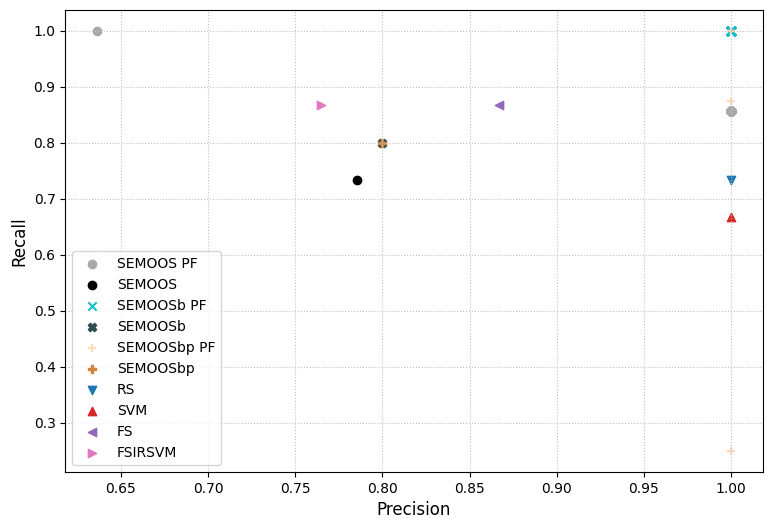 1.0
0.9
0.8
0.7
0.6
0.5
0.4
0.3
Recall
SEMOOS PF
SEMOOS
SEMOOSb PF
SEMOOSb
SEMOOSbp PF
SEMOOSbp
RS
SVM
FS
FSIRSVM
0.65 0.70 0.75 0.80 0.85 0.90 0.95 1.00
Precision